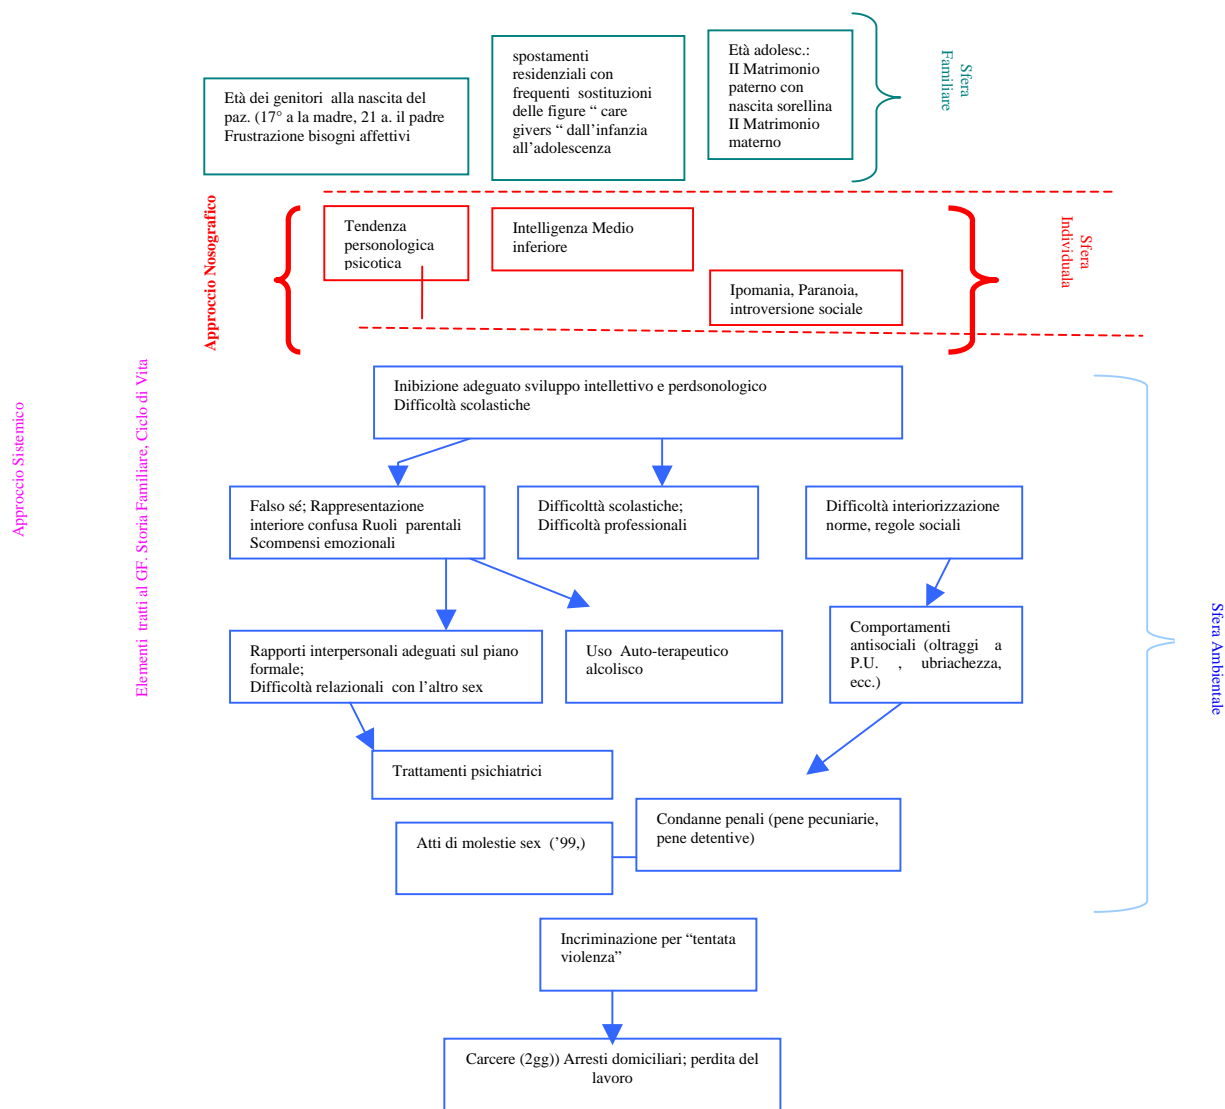 Età dei genitori alla nascita del
paz. (17° a la madre, 21 a. il padre
Frustrazione bisogni affettivi
spostamenti
residenziali con
frequenti sostituzioni
delle figure “ care
givers “ dall’infanzia
all’adolescenza
Età adolesc.:
II Matrimonio
paterno con
nascita sorellina
II Matrimonio
materno
Sfera
Familiare
Approccio Nosografico
Tendenza
personologica
psicotica
Intelligenza Medio
inferiore
Ipomania, Paranoia,
introversione sociale
Sfera
Individuala
Approccio Sistemico
Elementi tratti al GF. Storia Familiare, Ciclo di Vita
Inibizione adeguato sviluppo intellettivo e perdsonologico
Difficoltà scolastiche
Falso sé; Rappresentazione
interiore confusa Ruoli parentali
Scompensi emozionali
Difficolttà scolastiche;
Difficoltà professionali
Difficoltà interiorizzazione
norme, regole sociali
Rapporti interpersonali adeguati sul piano
formale;
Difficoltà relazionali con l’altro sex
Uso Auto-terapeutico
alcolisco
Comportamenti
antisociali (oltraggi a
P.U. , ubriachezza,
ecc.)
Sfera Ambientale
Trattamenti psichiatrici
Condanne penali (pene pecuniarie,
pene detentive)
Atti di molestie sex (’99,)
Incriminazione per “tentata
violenza”
Carcere (2gg)) Arresti domiciliari; perdita del
lavoro